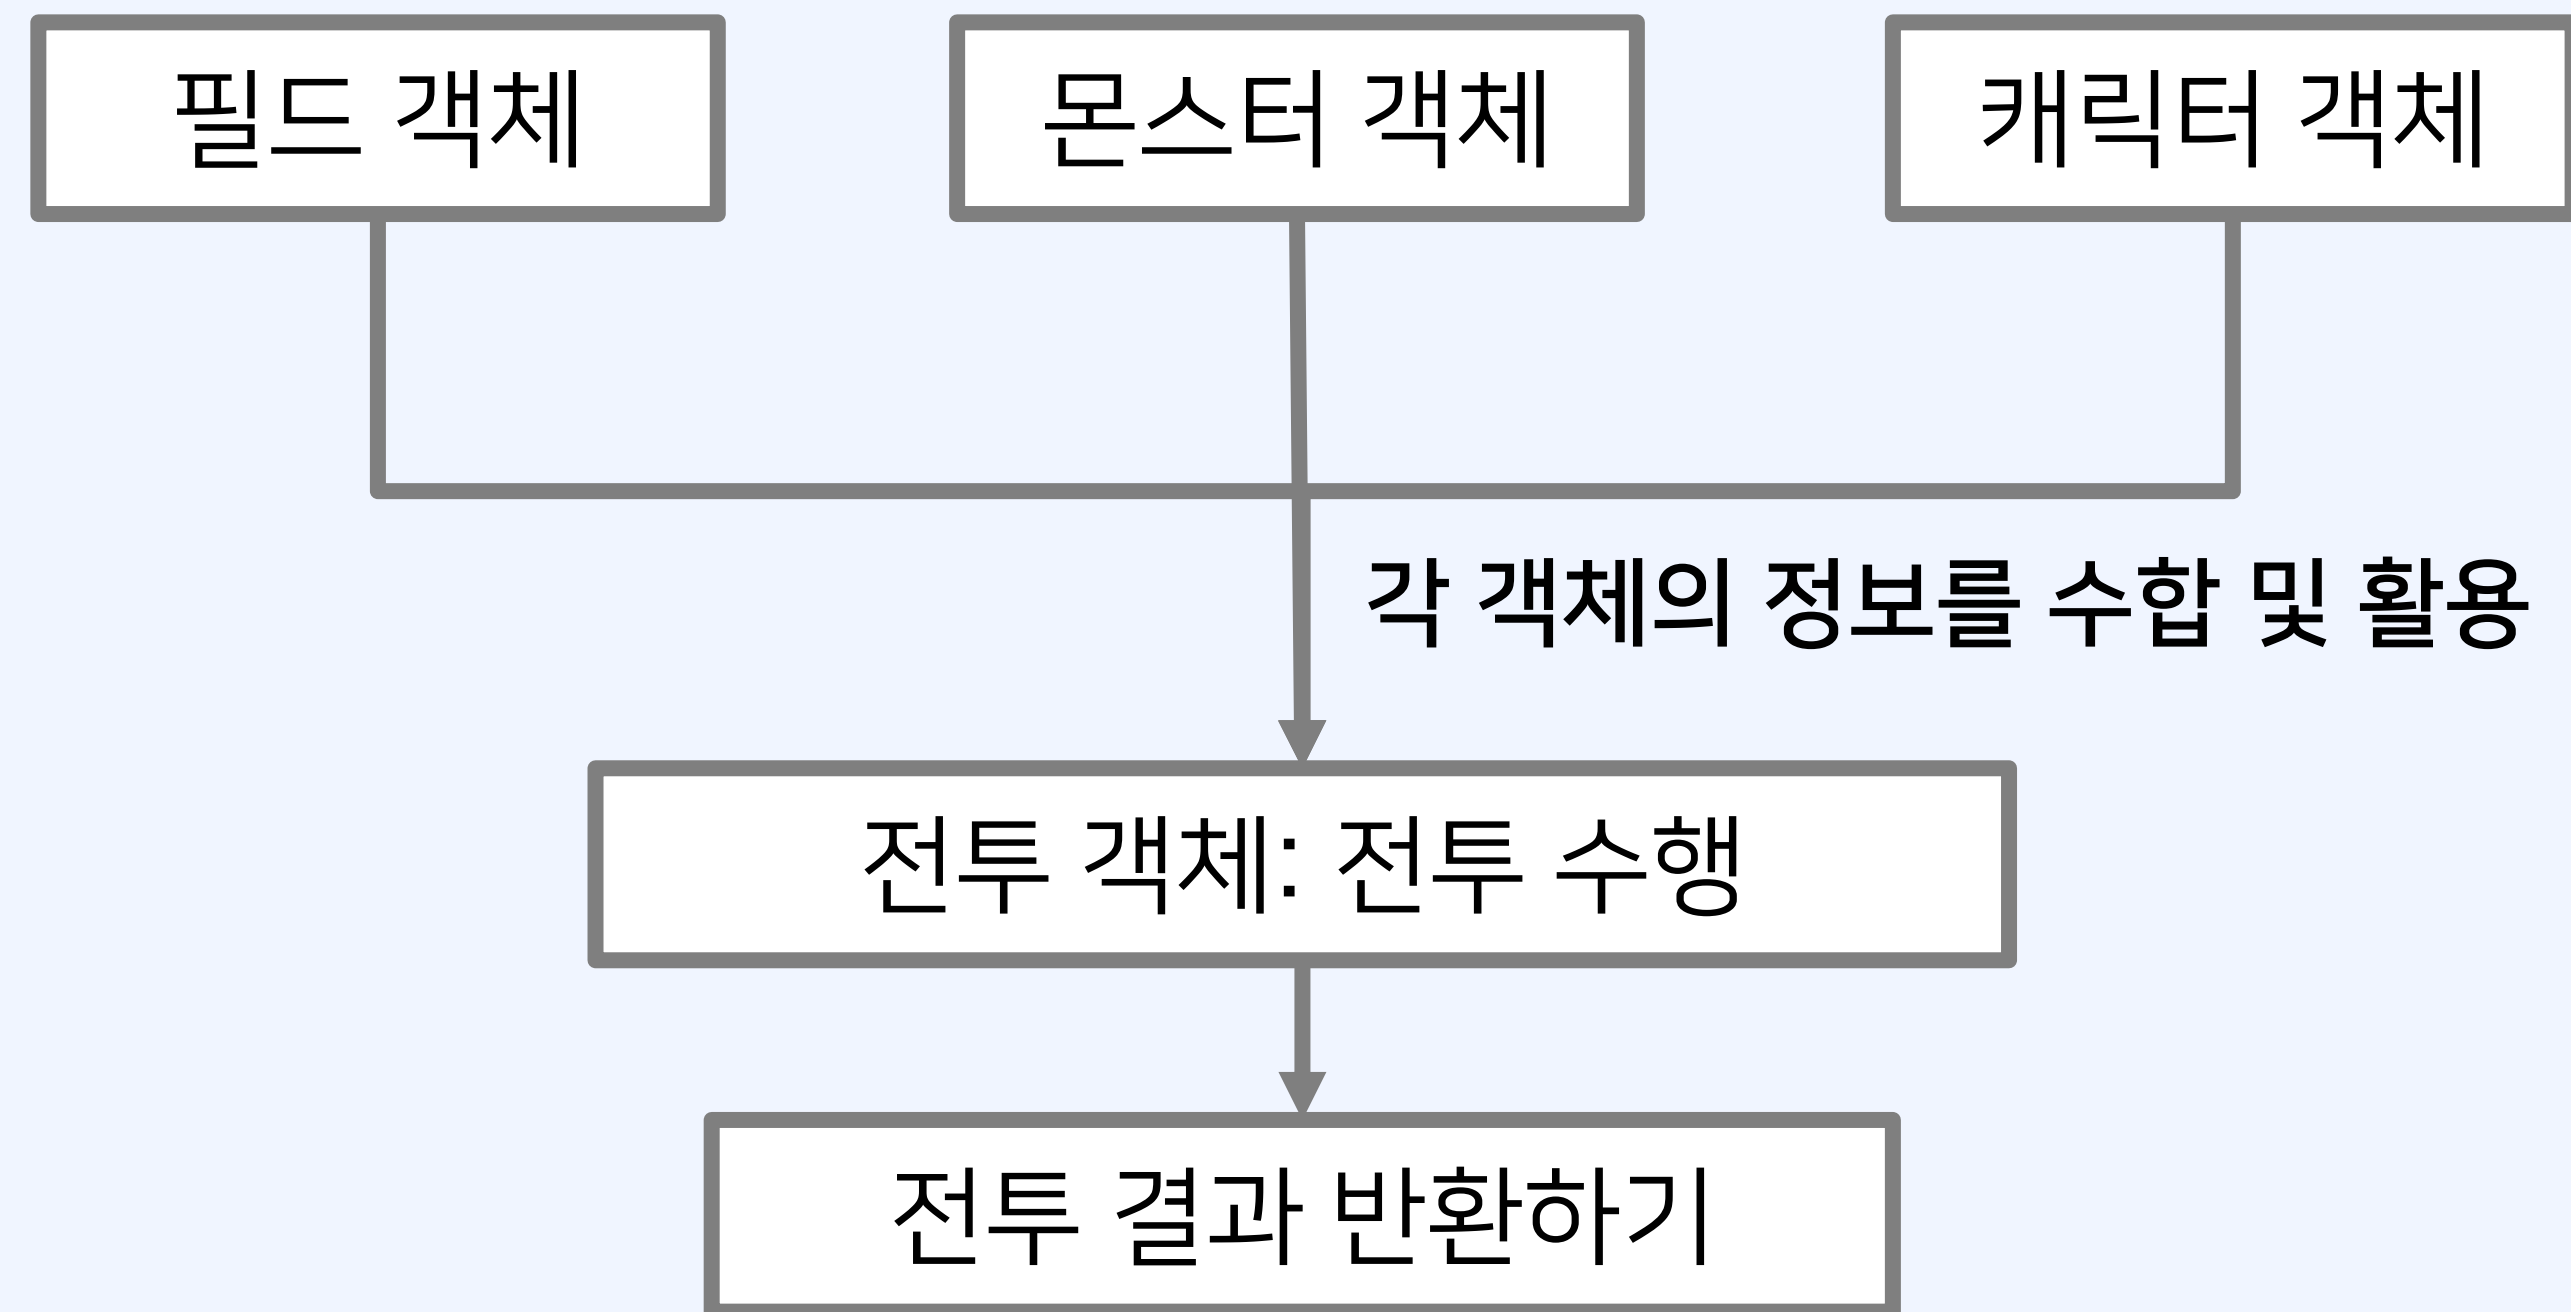 필드 객체
몬스터 객체
캐릭터 객체
각 객체의 정보를 수합 및 활용
전투 객체: 전투 수행
전투 결과 반환하기